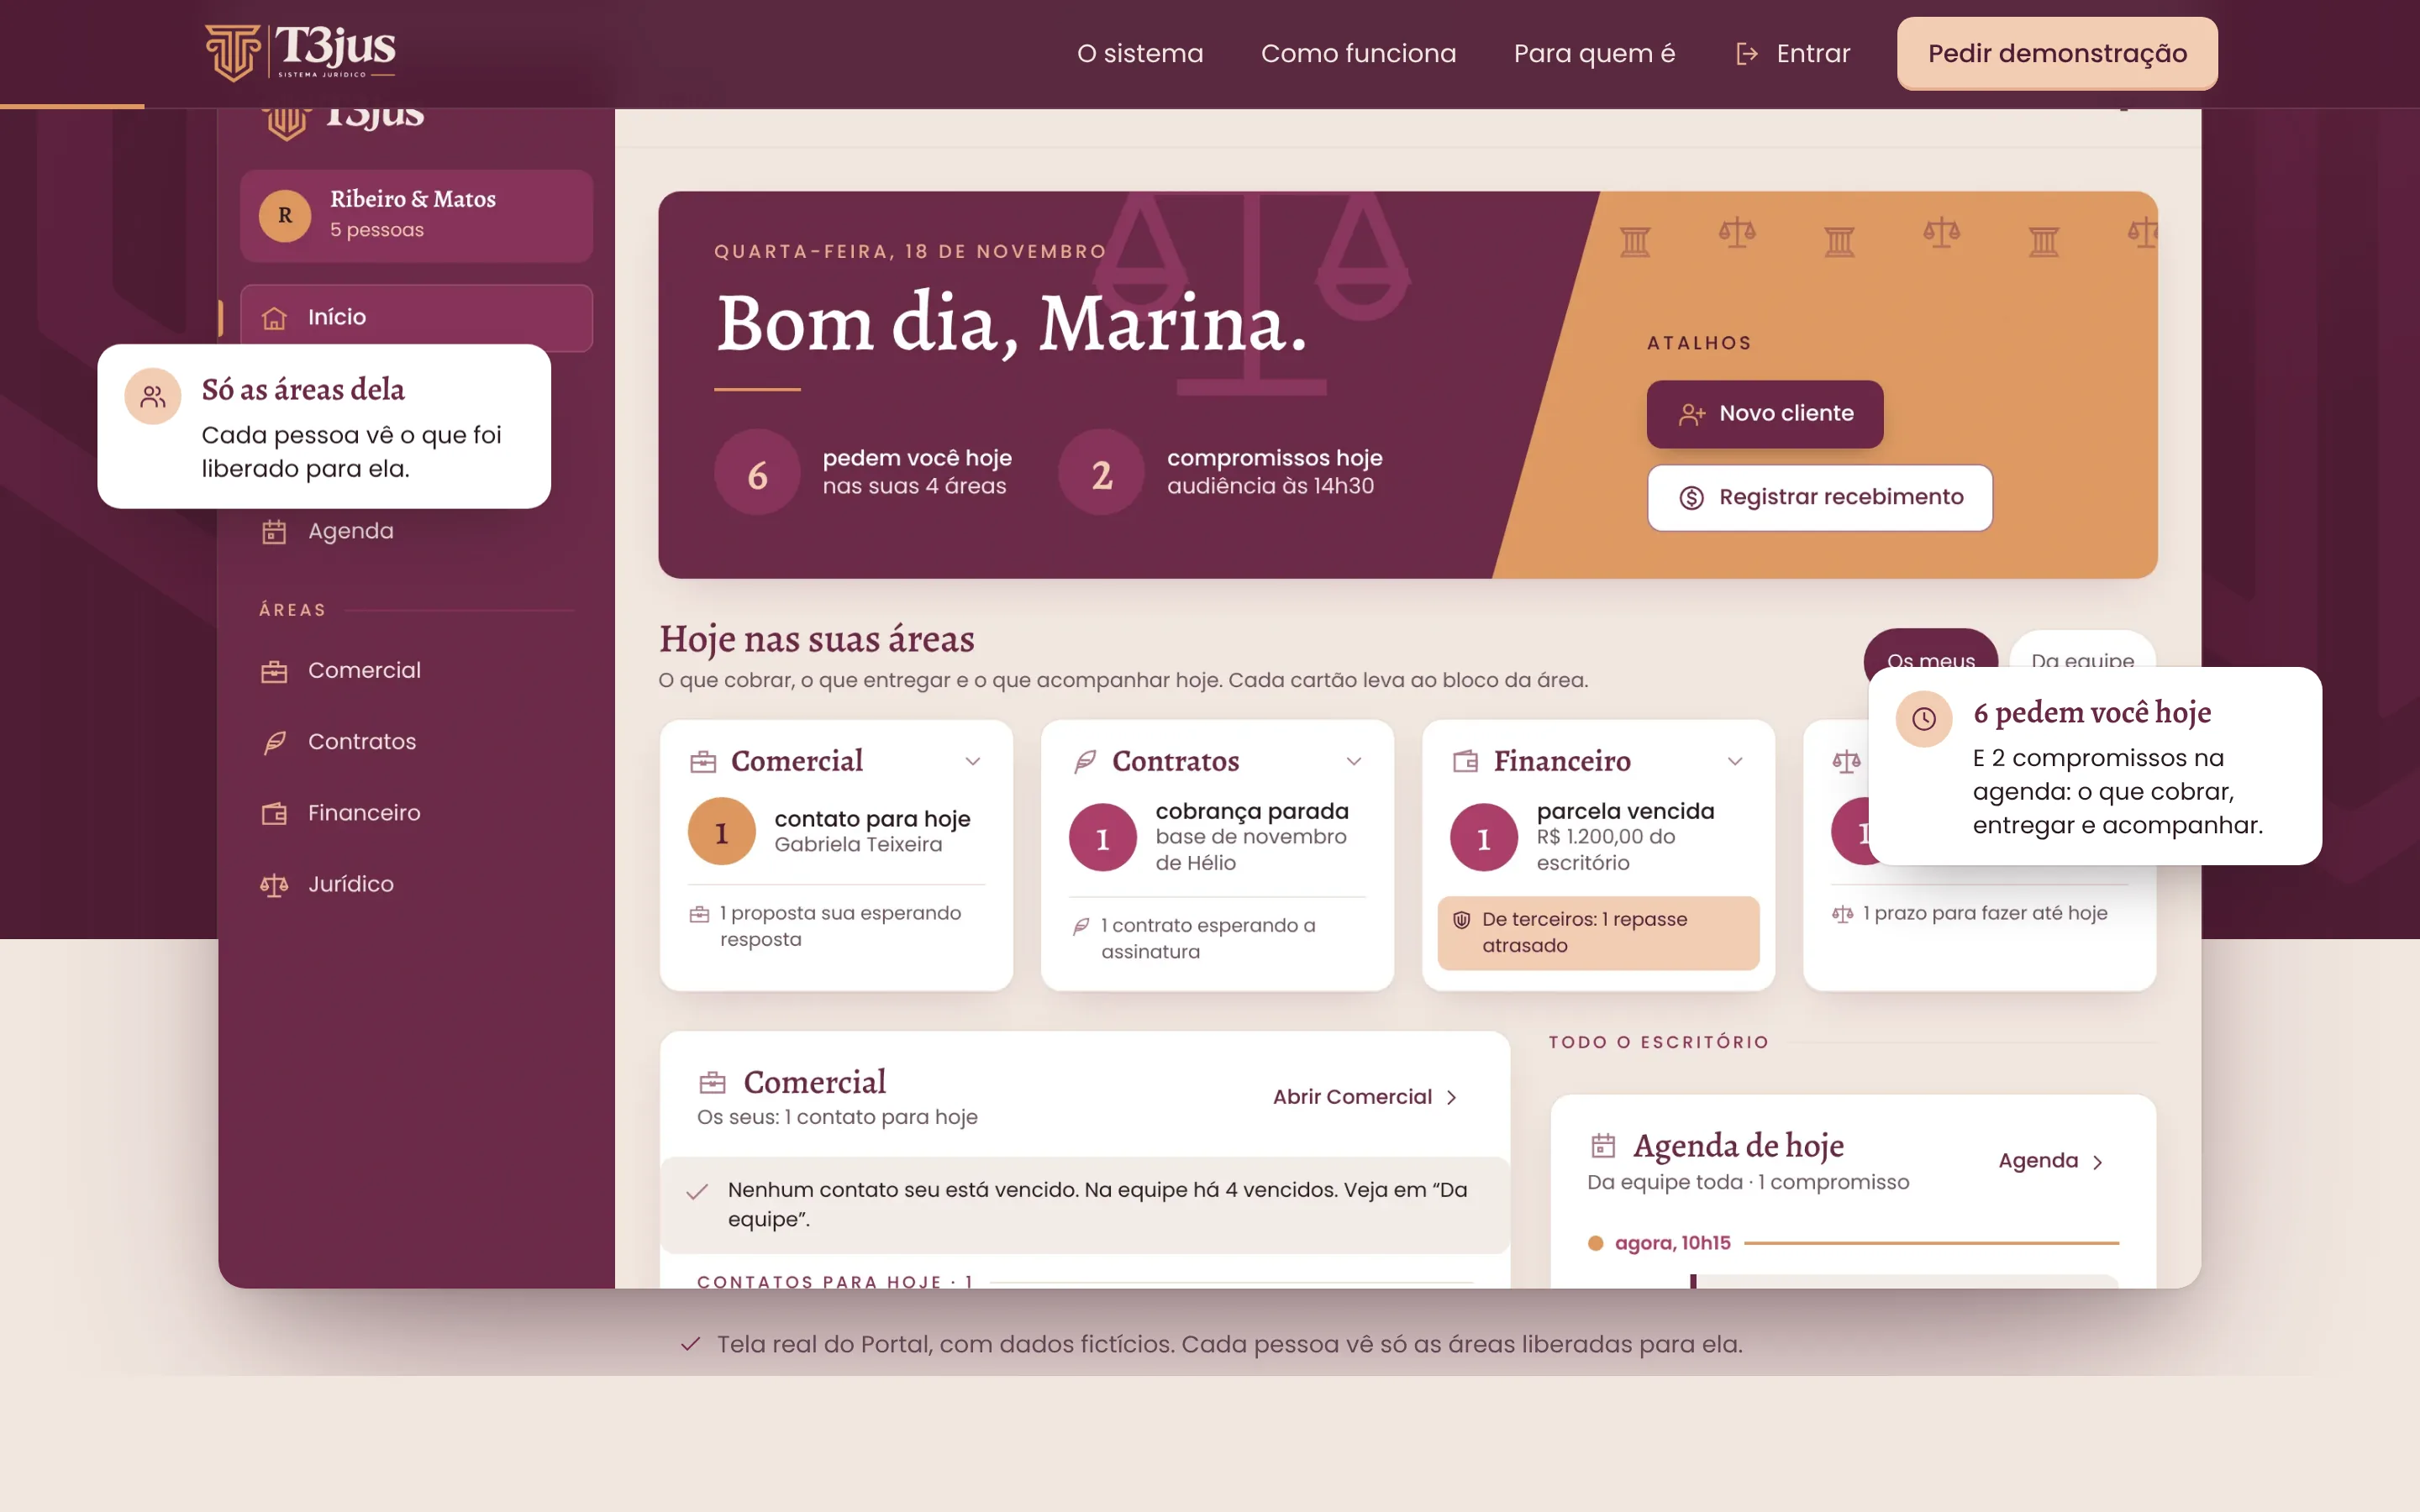 T3jus
SISTEMA JURÍDICO
O sistema
Como funciona
Para quem é
Entrar
Pedir demonstração
T3jus
R
Ribeiro & Matos
5 pessoas
Início
Só as áreas dela
Cada pessoa vê o que foi
liberado para ela.
Agenda
ÁREAS
Comercial
Contratos
Financeiro
Jurídico
QUARTA-FEIRA, 18 DE NOVEMBRO
Bom dia, Marina.
6
pedem você hoje
nas suas 4 áreas
2
compromissos hoje
audiência às 14h30
ATALHOS
Novo cliente
Registrar recebimento
Hoje nas suas áreas
O que cobrar, o que entregar e o que acompanhar hoje. Cada cartão leva ao bloco da área.
Os meus
Da equipe
6 pedem você hoje
E 2 compromissos na
agenda: o que cobrar,
entregar e acompanhar.
Comercial
1
contato para hoje
Gabriela Teixeira
1 proposta sua esperando
resposta
Contratos
1
cobrança parada
base de novembro
de Hélio
1 contrato esperando a
assinatura
Financeiro
1
parcela vencida
R$ 1.200,00 do
escritório
De terceiros: 1 repasse
atrasado
1
1 prazo para fazer até hoje
Comercial
Os seus: 1 contato para hoje
Abrir Comercial
Nenhum contato seu está vencido. Na equipe há 4 vencidos. Veja em “Da
equipe”.
CONTATOS PARA HOJE · 1
TODO O ESCRITÓRIO
Agenda de hoje
Da equipe toda · 1 compromisso
Agenda
agora, 10h15
Tela real do Portal, com dados fictícios. Cada pessoa vê só as áreas liberadas para ela.